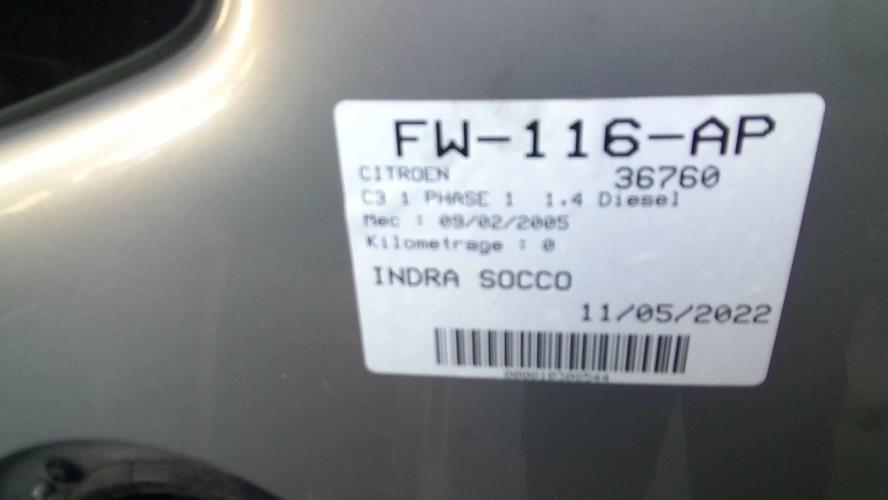 FW-116-AP
CITROEN 36760
C3 1 PHASE 1 1.4 Diesel
Mec : 09/02/2005
Kilometrage : 0
INDRA SOCCO
11/05/2022